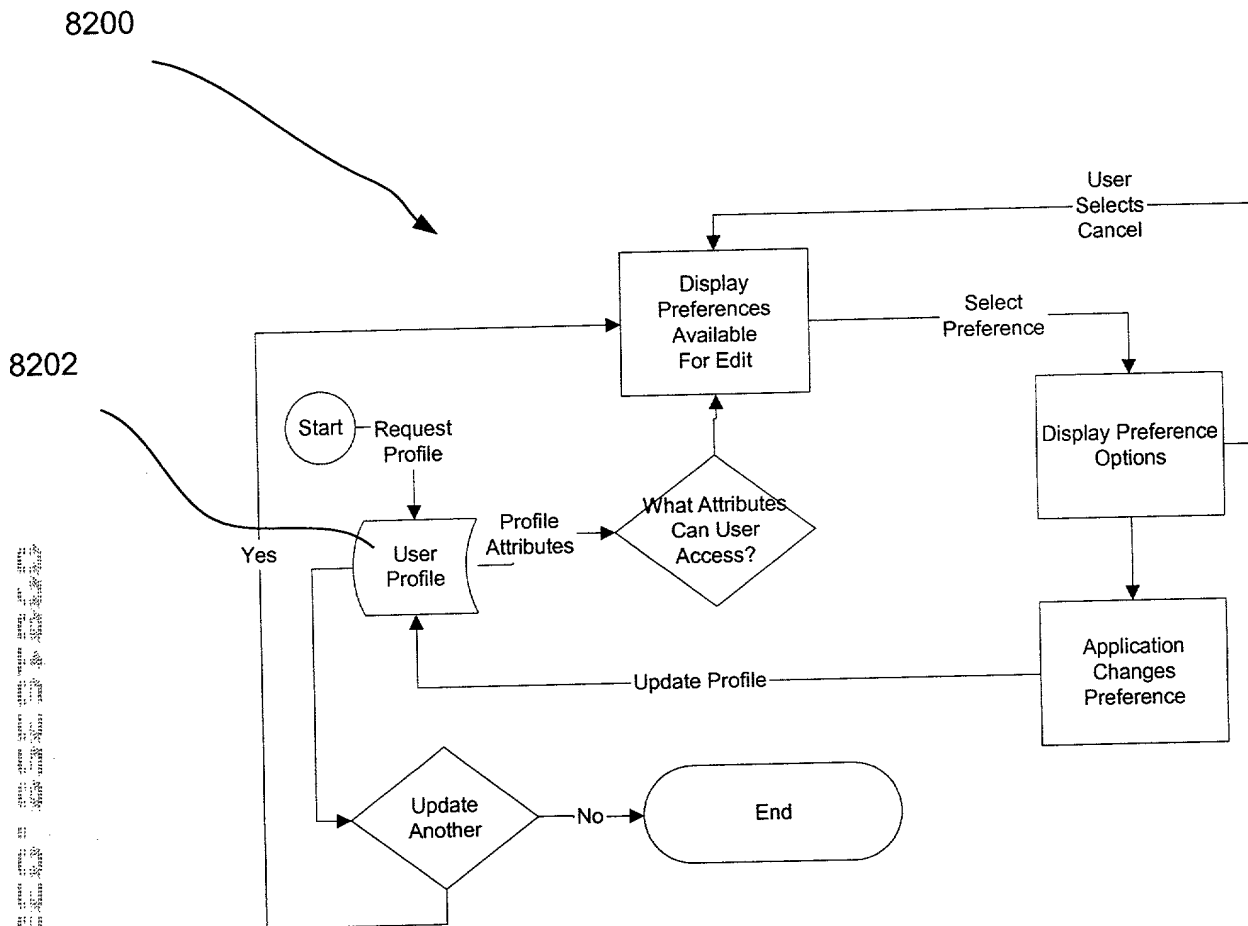 8200
User
Selects
Cancel
Display
Preferences
Available
For Edit
Select
Preference
8202
Start
Request
Profile
Display Preference
Options
What Attributes
Can User
Access?
Profile
Attributes
User
Profile
Yes
Application
Changes
Preference
Update Profile
Update
Another
No
End